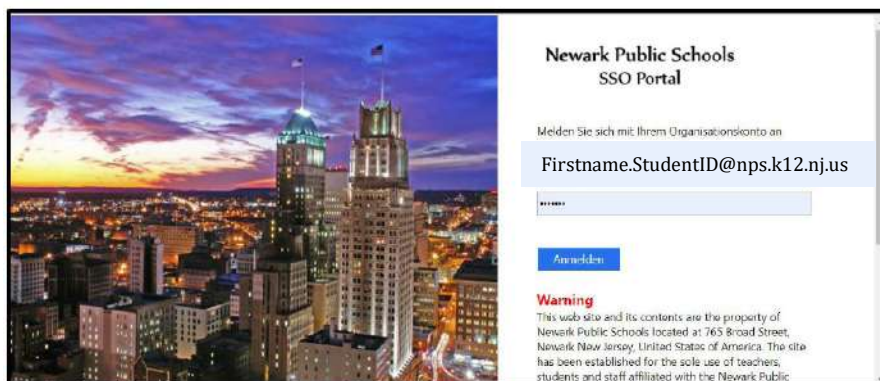 Newark Public Schools
SSO Portal
Melden Sie sich mit Ihrem Organisationskonto an
Firstname.StudentID@nps.k12.nj.us
Anmelden
Warning
This web site and its contents are the property of
Newark Public Schools located at 765 Broad Street,
Newark New Jersey, United States of America. The site
has been established for the sole use of teachers,
students and staff affiliated with the Newark Public